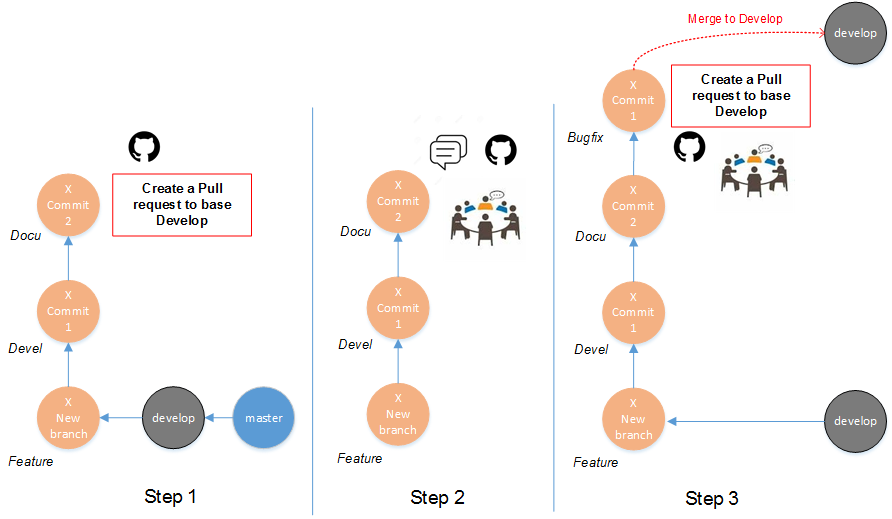 Create a Pull
request to base
Develop
X
Commit
2
Docu
X
Commit
1
Devel
X
New
branch
Feature
develop
master
Step 1
X
Commit
2
Docu
X
Commit
1
Devel
X
New
branch
Feature
Step 2
Merge to Develop
develop
X
Commit
1
Bugfix
Create a Pull
request to base
Develop
X
Commit
2
Docu
X
Commit
1
Devel
X
New
branch
Feature
develop
Step 3